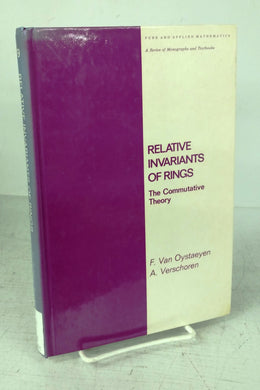 PURE AND APPLIED MATHEMATICS
A Series of Monographs and Textbooks
RELATIVE
INVARIANTS
OF RINGS
The Commutative
Theory
F. Van Oystaeyen
A. Verschoren